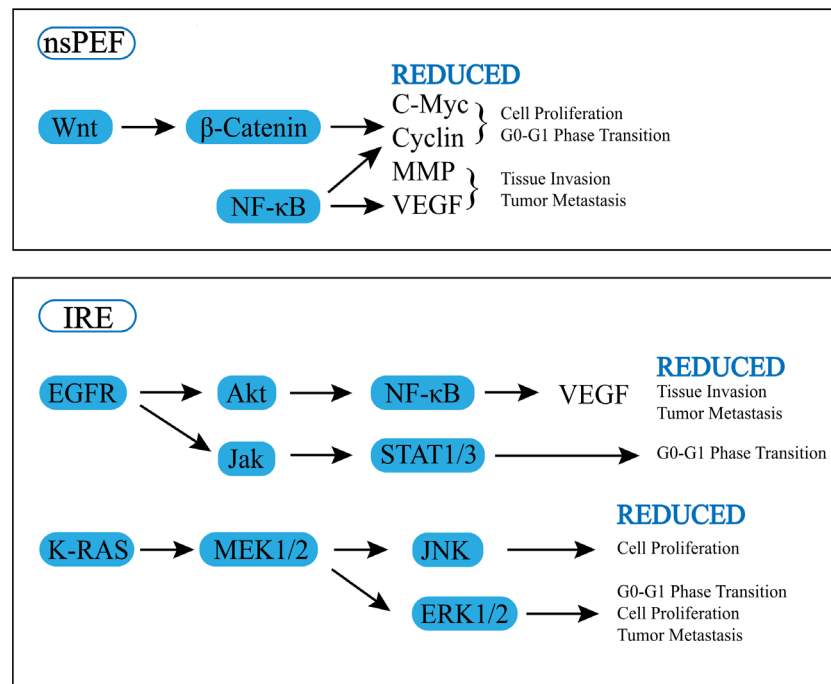 nsPEF
REDUCED
Wnt
β-Catenin
C-Myc
Cyclin
Cell Proliferation
G0-G1 Phase Transition
NF-κB
MMP
VEGF
Tissue Invasion
Tumor Metastasis
IRE
REDUCED
EGFR
Akt
NF-κB
VEGF
Tissue Invasion
Tumor Metastasis
Jak
STAT1/3
G0-G1 Phase Transition
REDUCED
K-RAS
MEK1/2
JNK
Cell Proliferation
ERK1/2
G0-G1 Phase Transition
Cell Proliferation
Tumor Metastasis